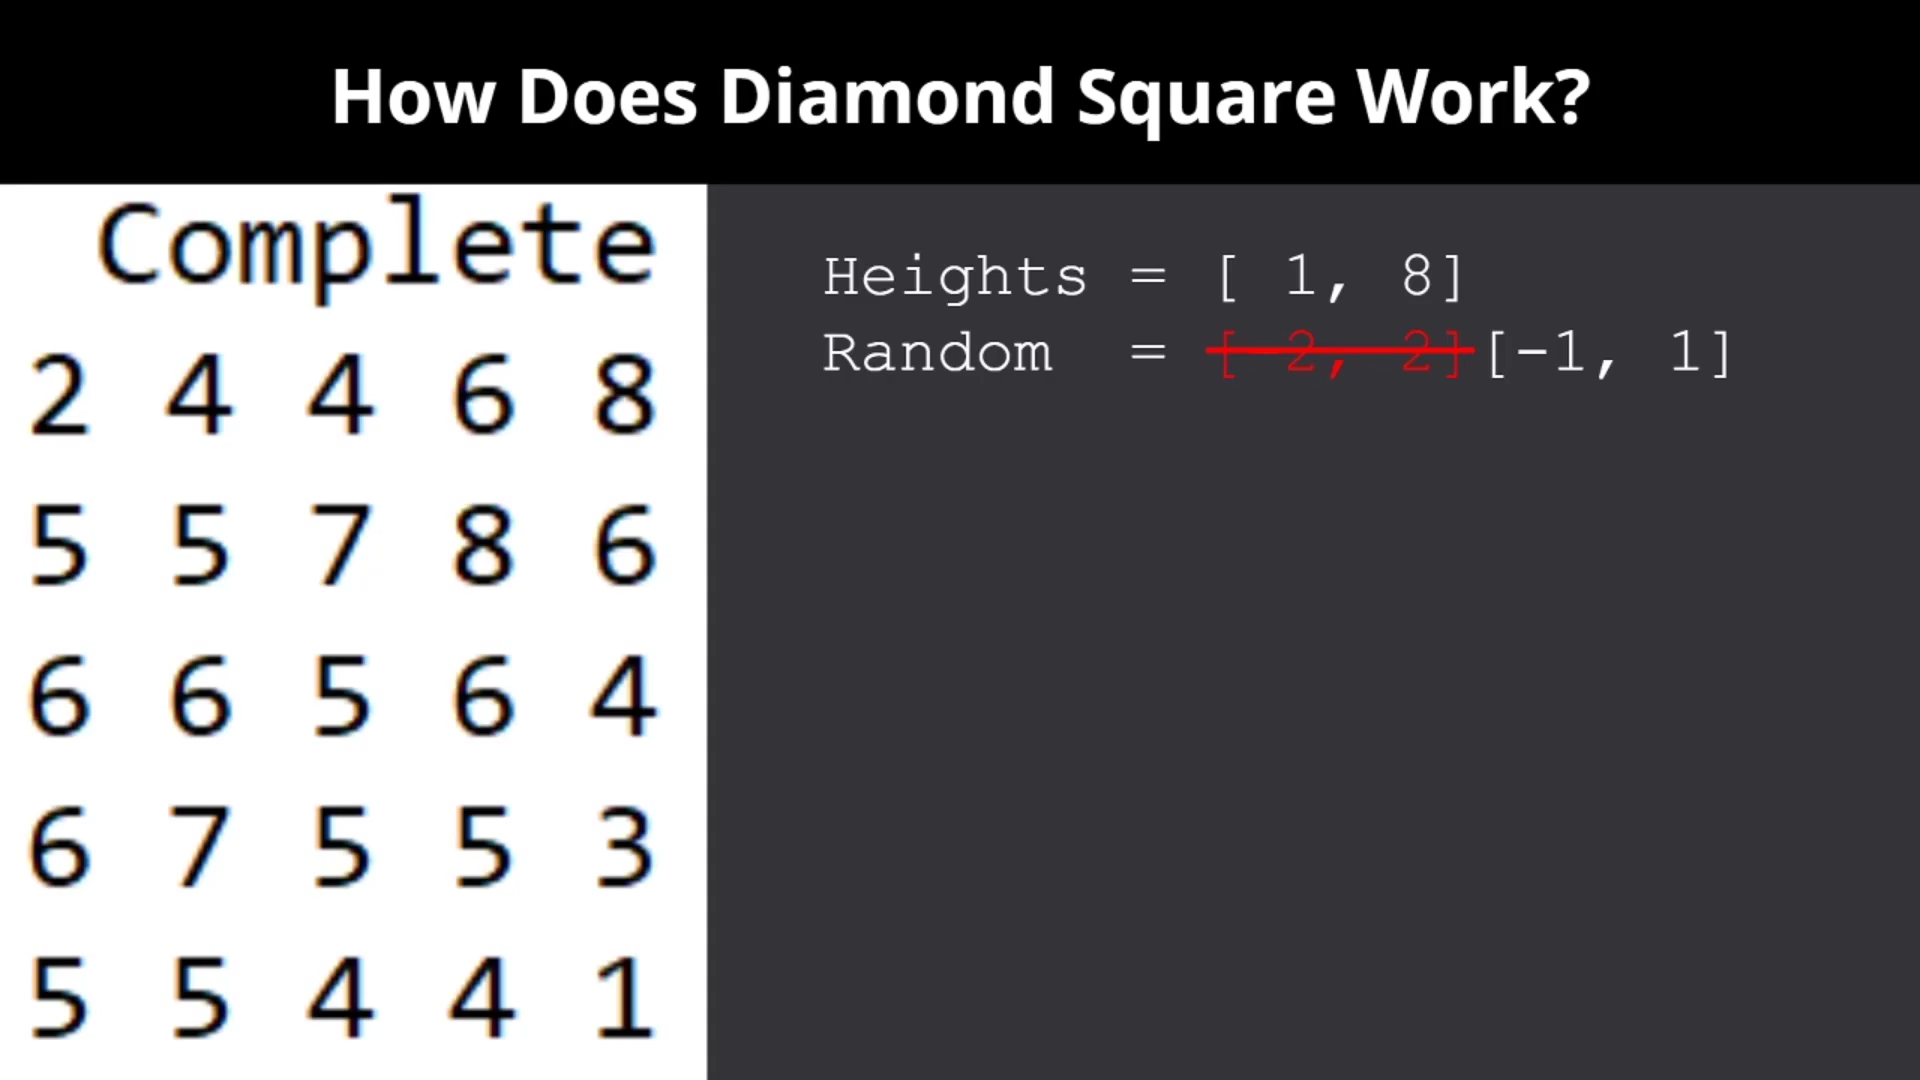 How Does Diamond Square Work?
Complete
2 4 4 6 8
5 5 7 8 6
6 6 5 6 4
6 7 5 5 3
5 5 4 4 1
Heights = [ 1, 8]
Random = [-2, 2][-1, 1]